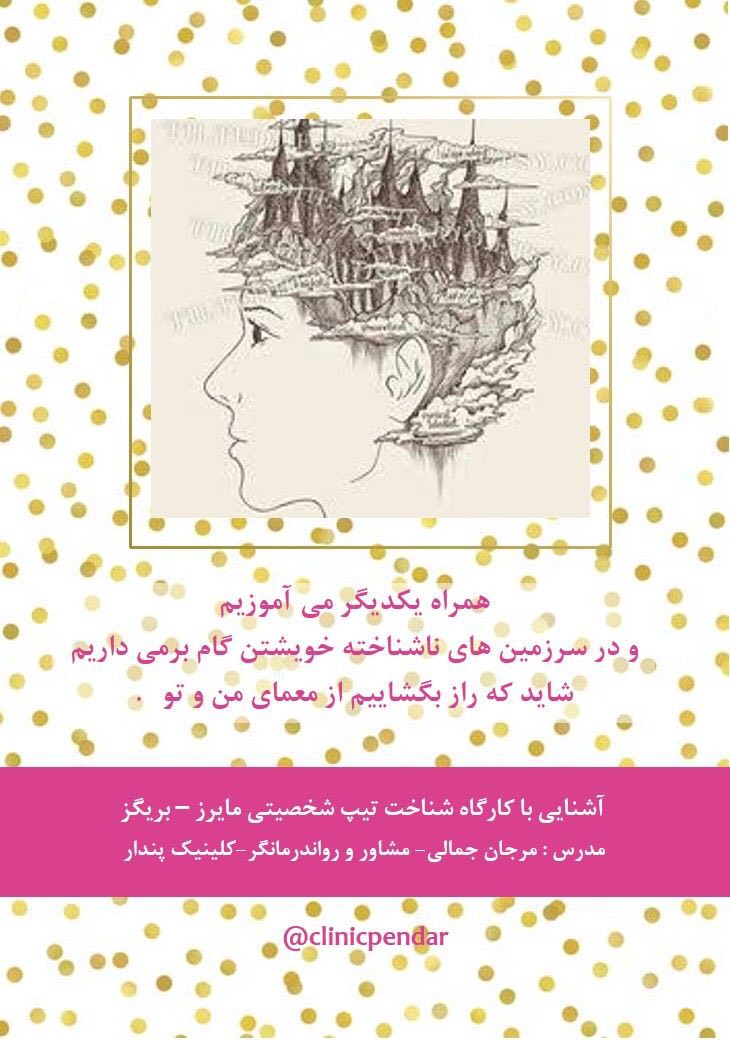 همراه یکدیگر می آموزیم
و در سرزمین های ناشناخته خویشتن گام برمی داریم
شاید که راز بگشاییم از معمای من و تو .
آشنایی با کارگاه شناخت تیپ شخصیتی مایرز – بریگز
مدرس : مرجان جمالی- مشاور و رواندرمانگر-کلینیک پندار
@clinicpendar